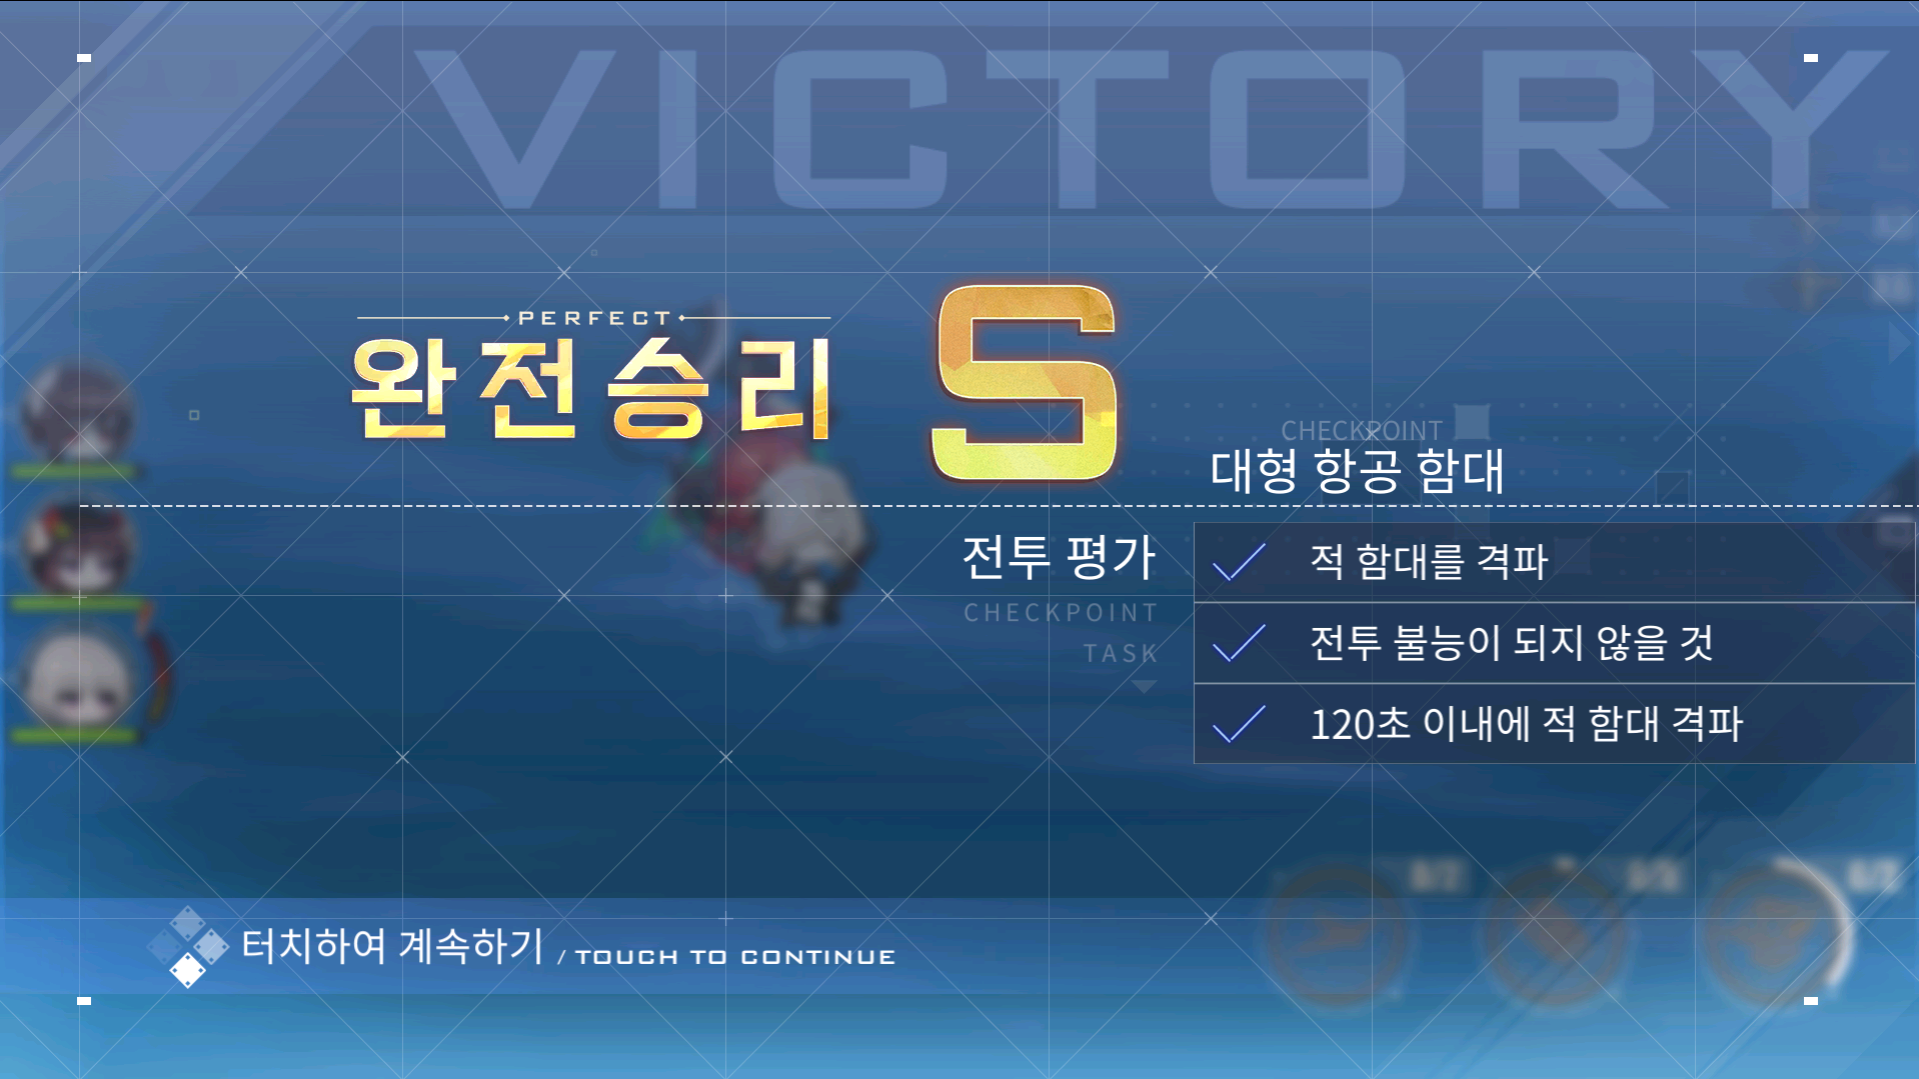 VICTORY
PERFECT
완전승리
S
CHECKPOINT
대형 항공 함대
전투 평가
CHECKPOINT
TASK
적 함대를 격파
전투 불능이 되지 않을 것
120초 이내에 적 함대 격파
터치하여 계속하기 / TOUCH TO CONTINUE